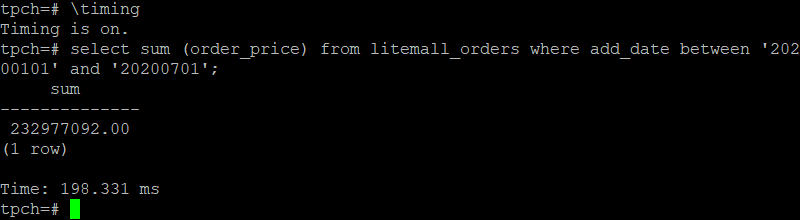 tpch=# \timing
Timing is on.
tpch=# select sum (order_price) from litemall_orders where add_date between '202
00101' and '20200701';
     sum
--------------
 232977092.00
(1 row)

Time: 198.331 ms
tpch=#